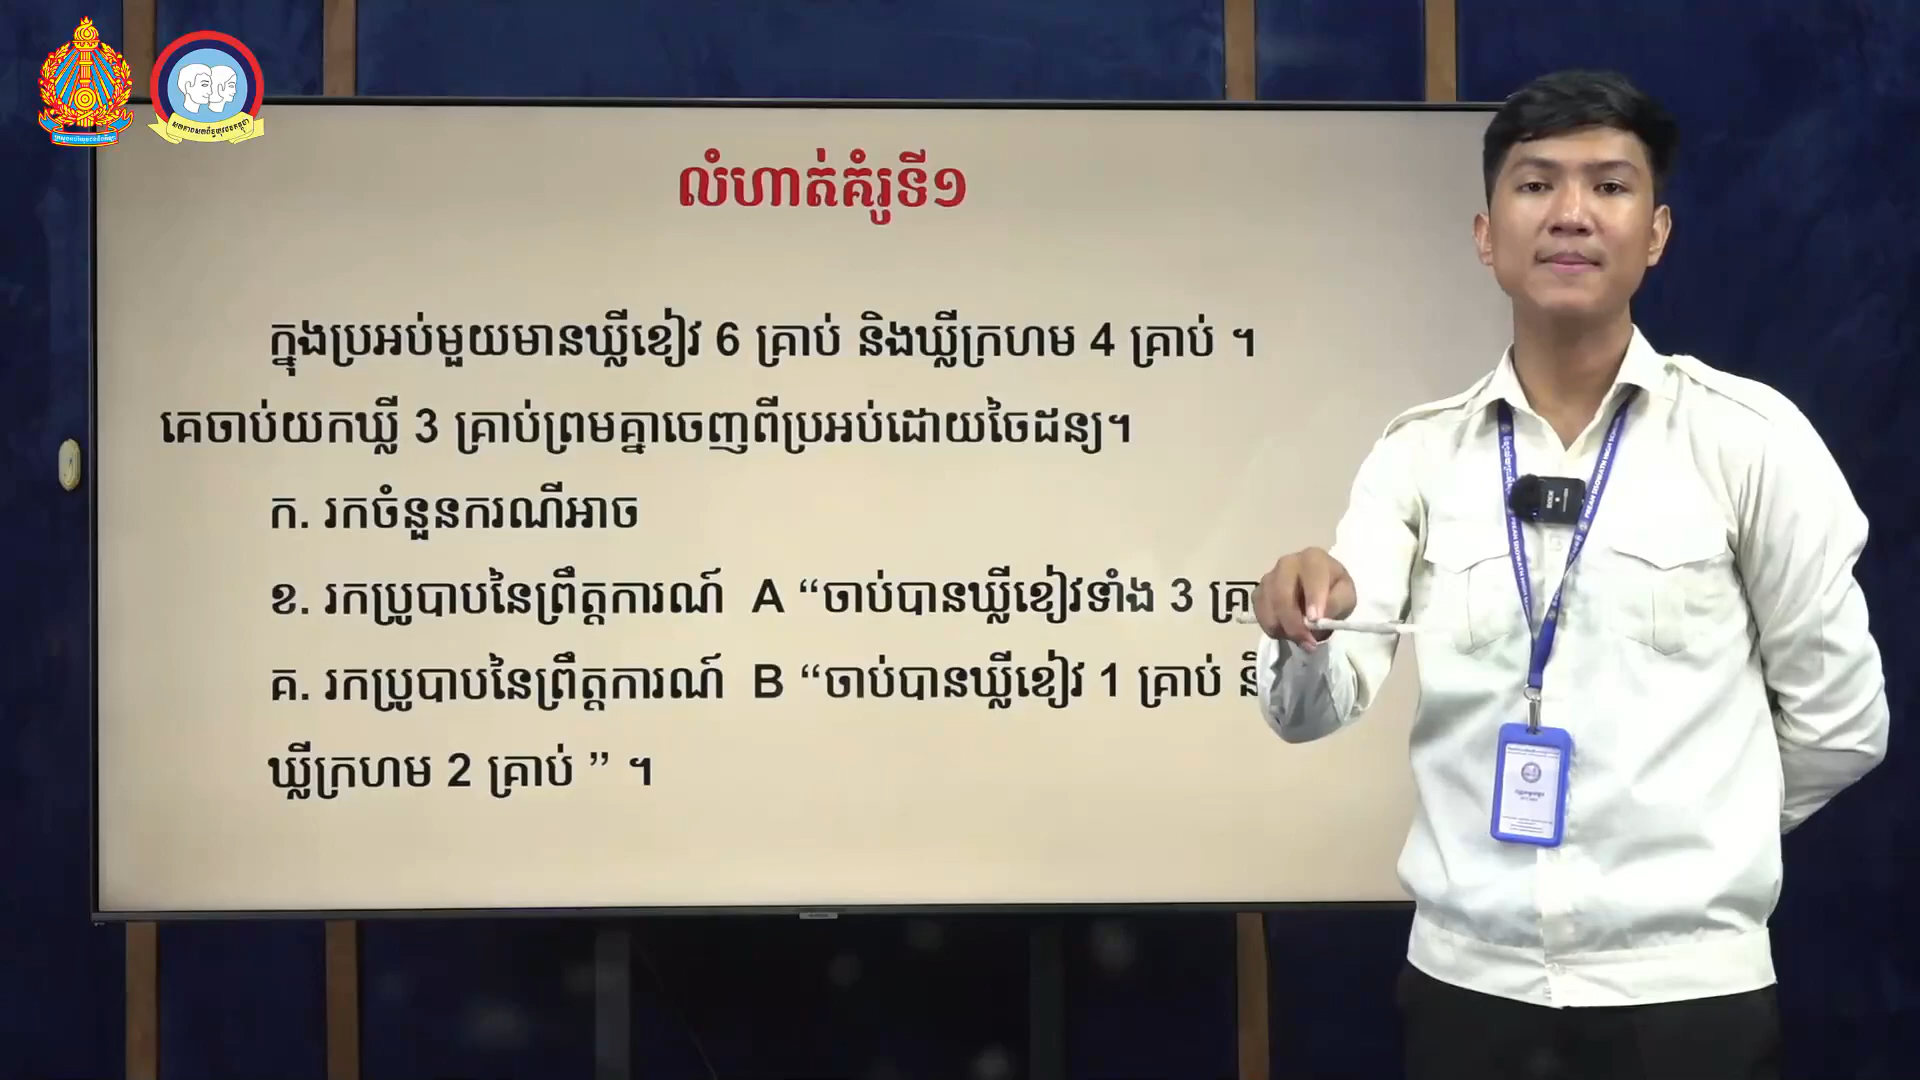 លំហាត់គំរូទី១
ក្នុងប្រអប់មួយមានឃ្លីខៀវ 6 គ្រាប់ និងឃ្លីក្រហម 4 គ្រាប់ ។
គេចាប់យកឃ្លី 3 គ្រាប់ព្រមគ្នាចេញពីប្រអប់ដោយចៃដន្យ។
ក. រកចំនួនករណីអាច
ខ. រកប្រូបាបនៃព្រឹត្តការណ៍ A “ចាប់បានឃ្លីខៀវទាំង 3
គ. រកប្រូបាបនៃព្រឹត្តការណ៍ B “ចាប់បានឃ្លីខៀវ 1 គ្រាប់
ឃ្លីក្រហម 2 គ្រាប់ ” ។
PREAH SISOWATH HIGH SCHOOL